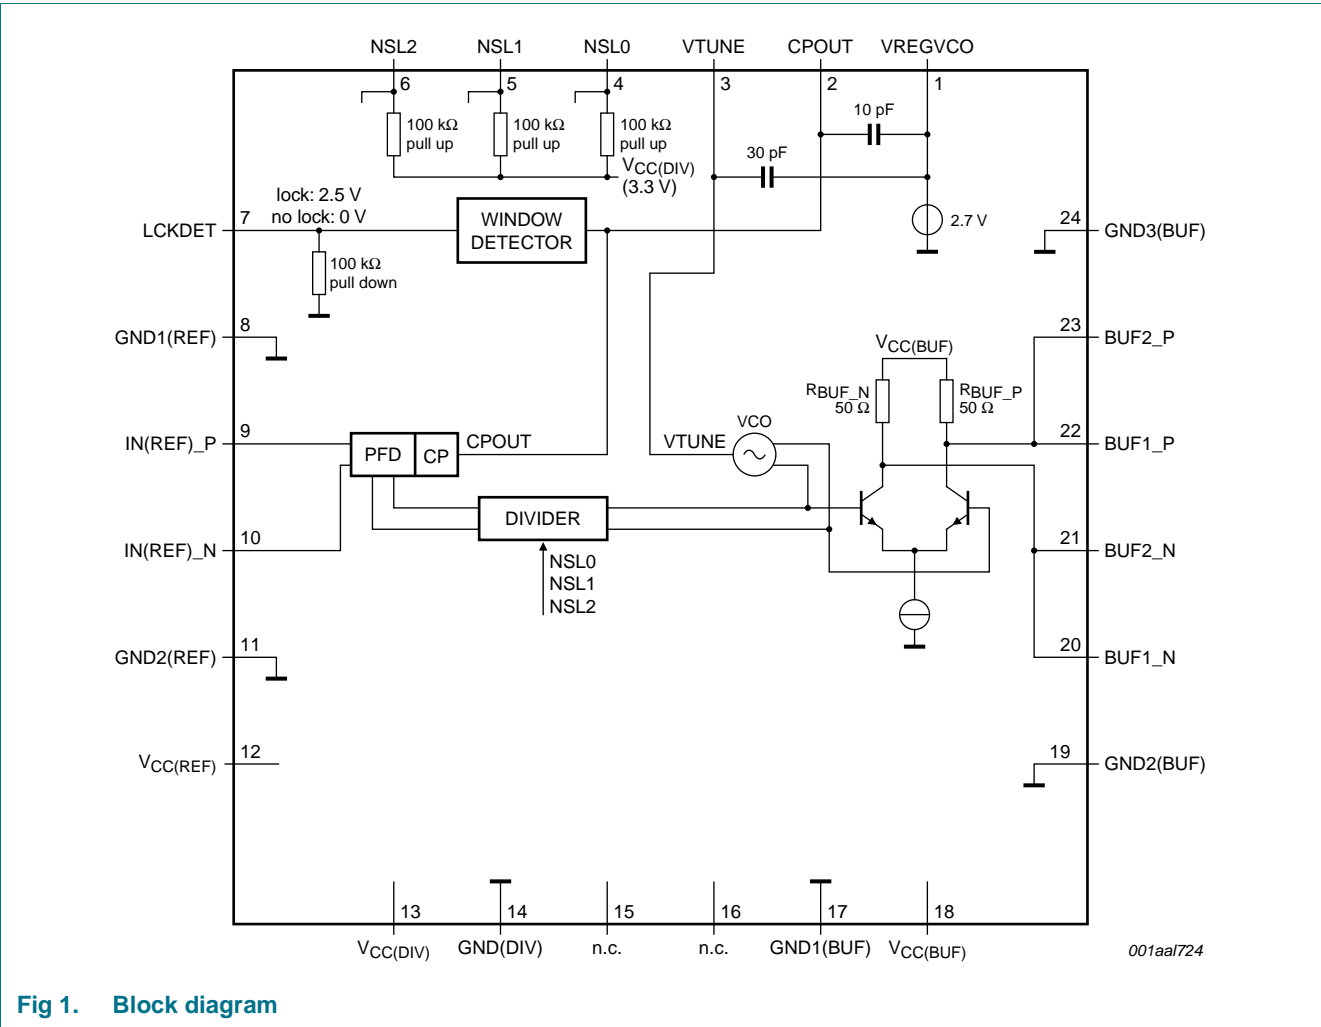 NSL2 NSL1 NSL0 VTUNE CPOUT VREGVCO
6 5 4 3 2 1
100 kΩ
pull up
100 kΩ
pull up
100 kΩ
pull up
10 pF
30 pF
VCC(DIV)
(3.3 V)
lock: 2.5 V
no lock: 0 V
LCKDET 7
WINDOW
DETECTOR
2.7 V
24 GND3(BUF)
100 kΩ
pull down
GND1(REF) 8
23 BUF2_P
VCC(BUF)
RBUF_N
50 Ω
RBUF_P
50 Ω
IN(REF)_P 9
PFD CP
CPOUT
VTUNE
VCO
22 BUF1_P
DIVIDER
IN(REF)_N 10
NSL0
NSL1
NSL2
21 BUF2_N
GND2(REF) 11
20 BUF1_N
VCC(REF) 12
19 GND2(BUF)
13 14 15 16 17 18
VCC(DIV) GND(DIV) n.c. n.c. GND1(BUF) VCC(BUF)
001aal724
Fig 1. Block diagram